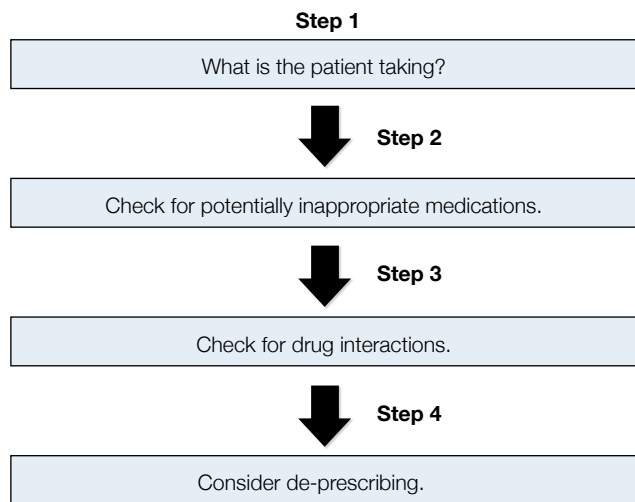 Step 1
What is the patient taking?
Step 2
Check for potentially inappropriate medications.
Step 3
Check for drug interactions.
Step 4
Consider de-prescribing.